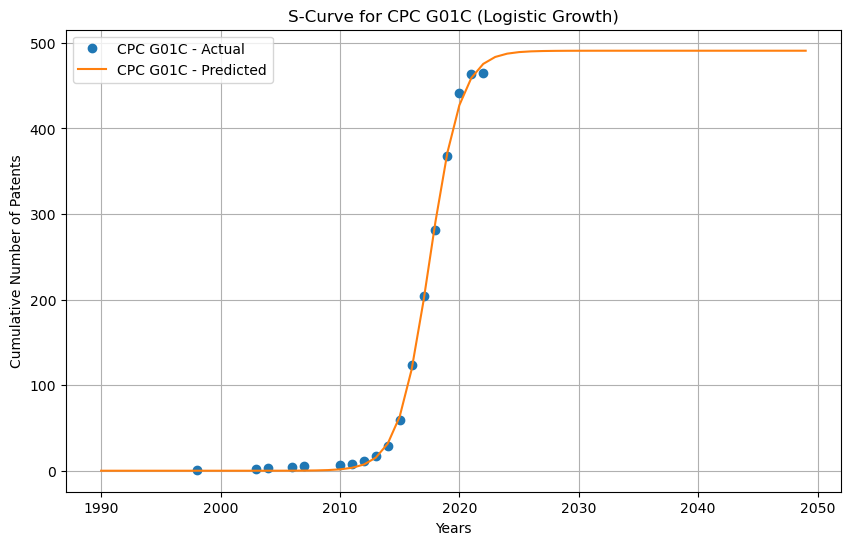 S-Curve for CPC G01C (Logistic Growth)
CPC G01C - Actual
CPC G01C - Predicted
500
400
300
200
100
0
Cumulative Number of Patents
1990 2000 2010 2020 2030 2040 2050
Years